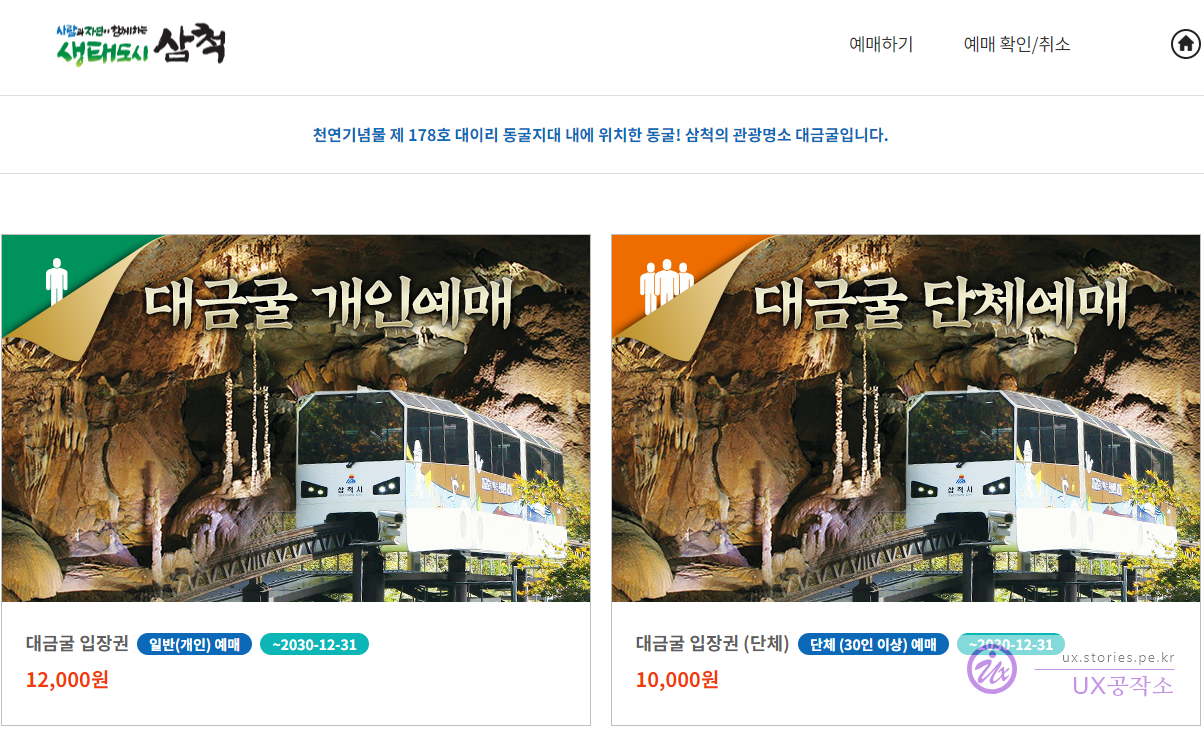 사람과 자연이 함께하는
생태도시 삼척
예매하기 예매 확인/취소
천연기념물 제 178호 대이리 동굴지대 내에 위치한 동굴! 삼척의 관광명소 대금굴입니다.
대금굴 개인예매
삼척시
대금굴 입장권 일반(개인) 예매 ~2030-12-31
12,000원
대금굴 단체예매
삼척시
대금굴 입장권 (단체) 단체 (30인 이상) 예매 ~2030-12-31
10,000원
Ux
ux.stories.pe.kr
UX공작소